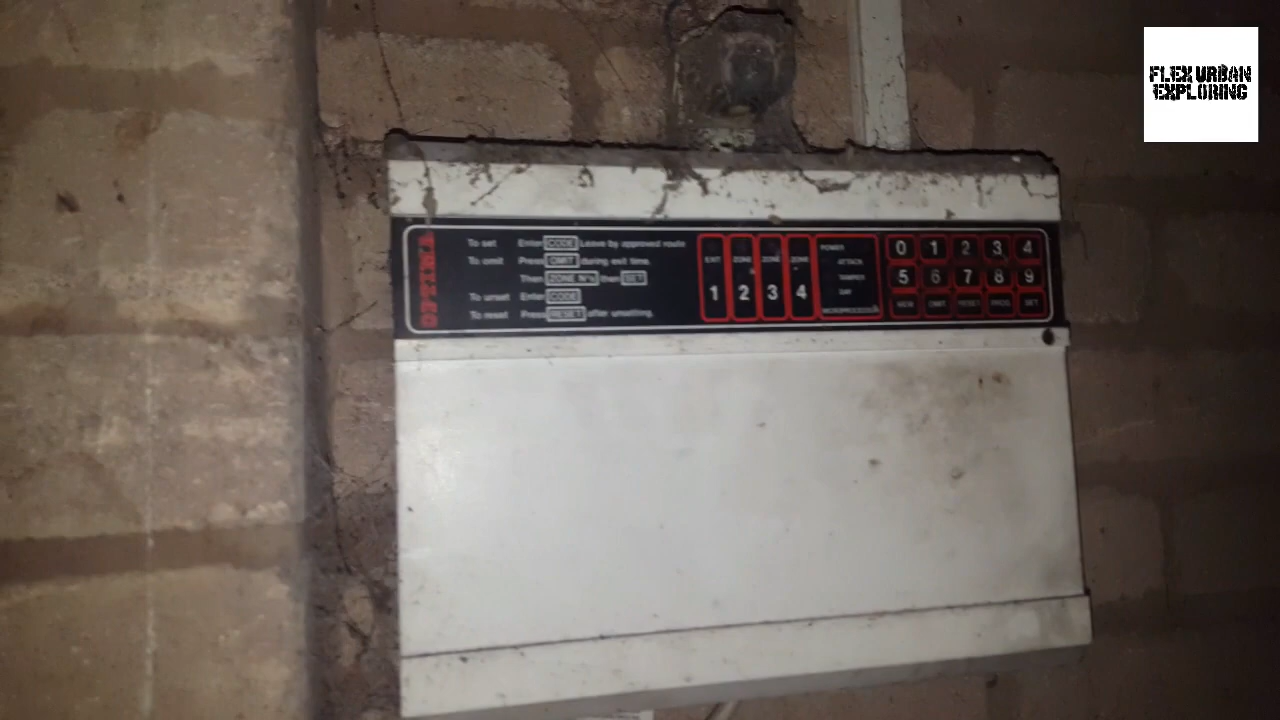 FLEX URBAN
EXPLORING
OPTIMA
To set Enter CODE Leave by approved route
To omit Press OMIT during exit time.
Then ZONE N's then SET
To unset Enter CODE
To reset Press RESET after unsetting.
EXIT ZONE ZONE ZONE
1 2 3 4
POWER
ATTACK
TAMPER
DAY
MICROPROCESSOR
0 1 2 3 4
5 6 7 8 9
VIEW OMIT RESET PROG SET